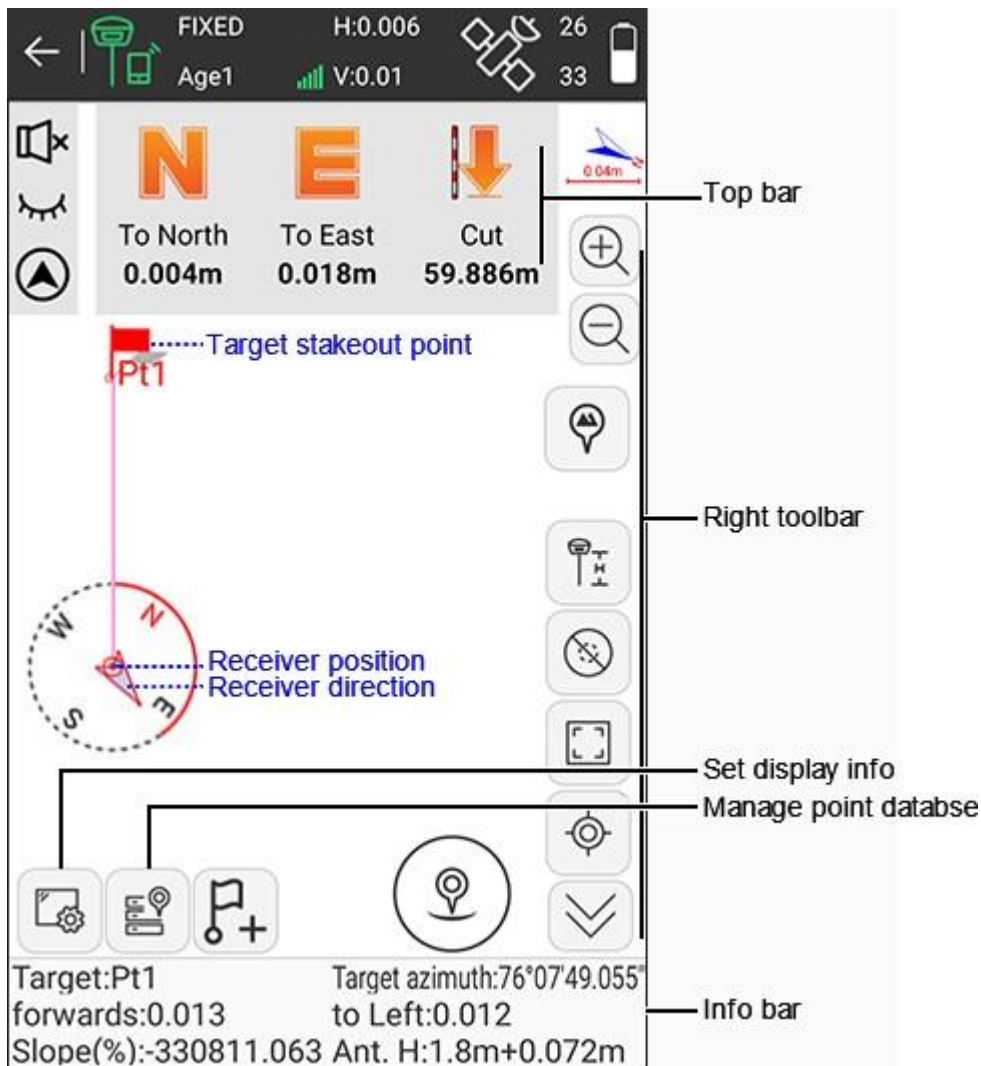 FIXED H:0.006 26
Age1 V:0.01 33
N E
0.04m N
To North To East Cut
0.004m 0.018m 59.886m
Top bar
Target stakeout point
Pt1
Right toolbar
W N
Receiver position
Receiver direction
S E
Set display info
Manage point databse
Target:Pt1 Target azimuth:76°07'49.055"
forwards:0.013 to Left:0.012
Info bar
Slope(%):-330811.063 Ant. H:1.8m+0.072m